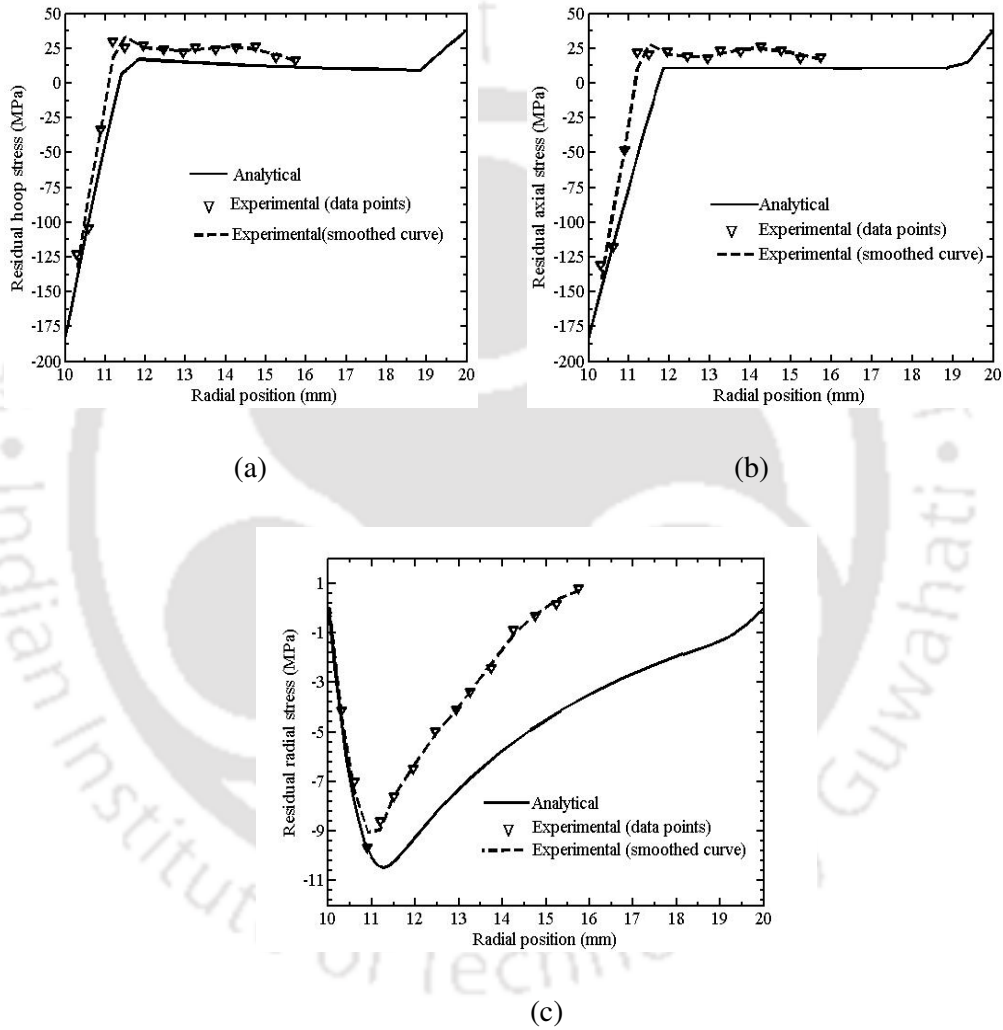 50
25
0
-25
-50
-75
-100
-125
-150
-175
-200
Residual hoop stress (MPa)
Analytical
Experimental (data points)
Experimental(smoothed curve)
10 11 12 13 14 15 16 17 18 19 20
Radial position (mm)
(a)
50
25
0
-25
-50
-75
-100
-125
-150
-175
-200
Residual axial stress (MPa)
Analytical
Experimental (data points)
Experimental (smoothed curve)
10 11 12 13 14 15 16 17 18 19 20
Radial position (mm)
(b)
1
-1
-3
-5
-7
-9
-11
Residual radial stress (MPa)
Analytical
Experimental (data points)
Experimental (smoothed curve)
10 11 12 13 14 15 16 17 18 19 20
Radial position (mm)
(c)
Indian Institut
of Techno
Guwahati